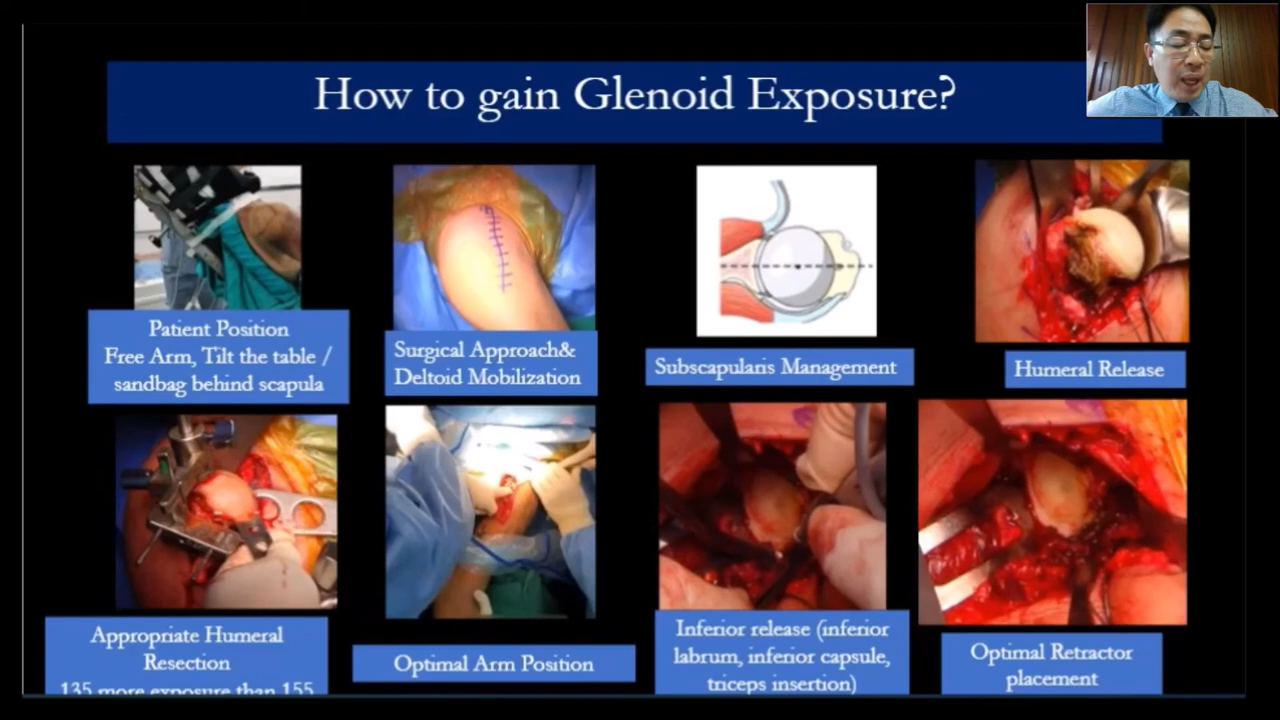 How to gain Glenoid Exposure?
Patient Position
Free Arm, Tilt the table /
sandbag behind scapula
Surgical Approach&
Deltoid Mobilization
Subscapularis Management
Humeral Release
Appropriate Humeral
Resection
135 more exposure than 155
Optimal Arm Position
Inferior release (inferior
labrum, inferior capsule,
triceps insertion)
Optimal Retractor
placement